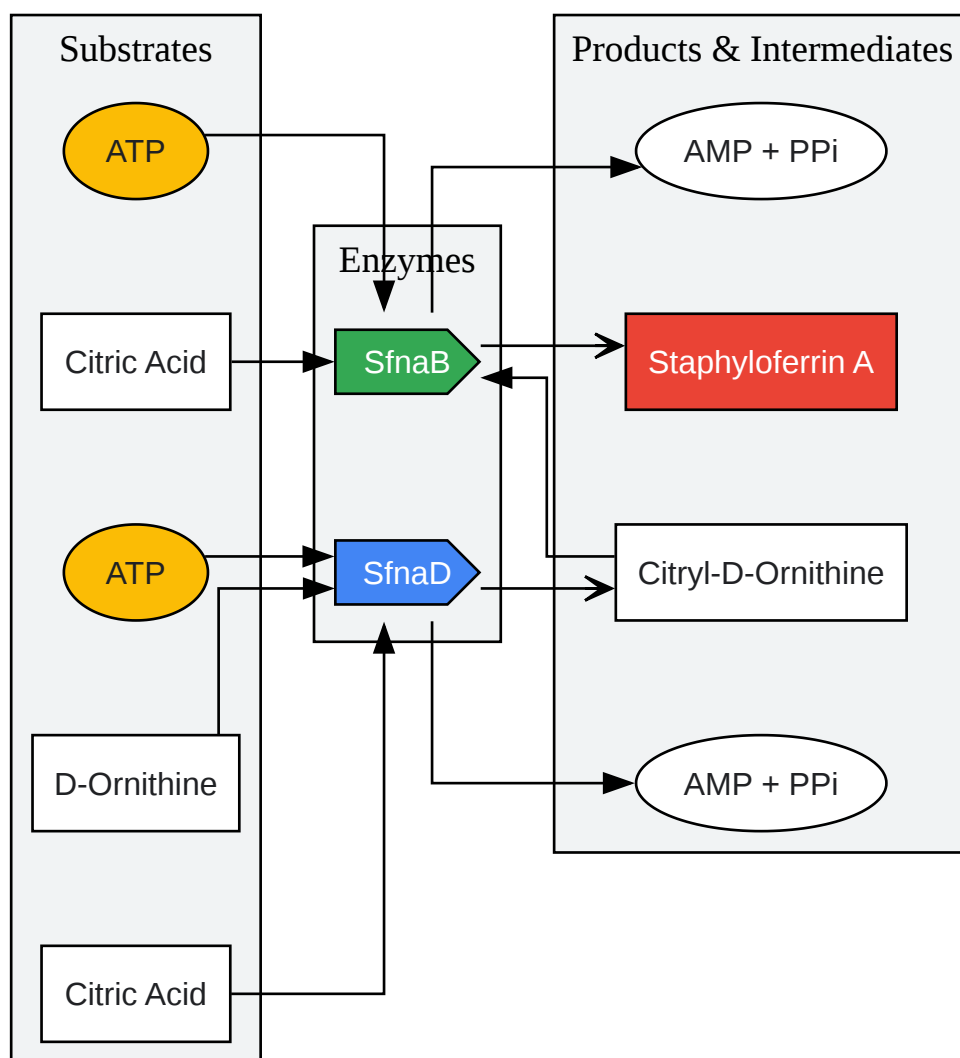 Substrates
Products & Intermediates
ATP
AMP + PPi
Enzymes
Citric Acid
SfnaB
Staphyloferrin A
ATP
SfnaD
Citryl-D-Ornithine
D-Ornithine
AMP + PPi
Citric Acid